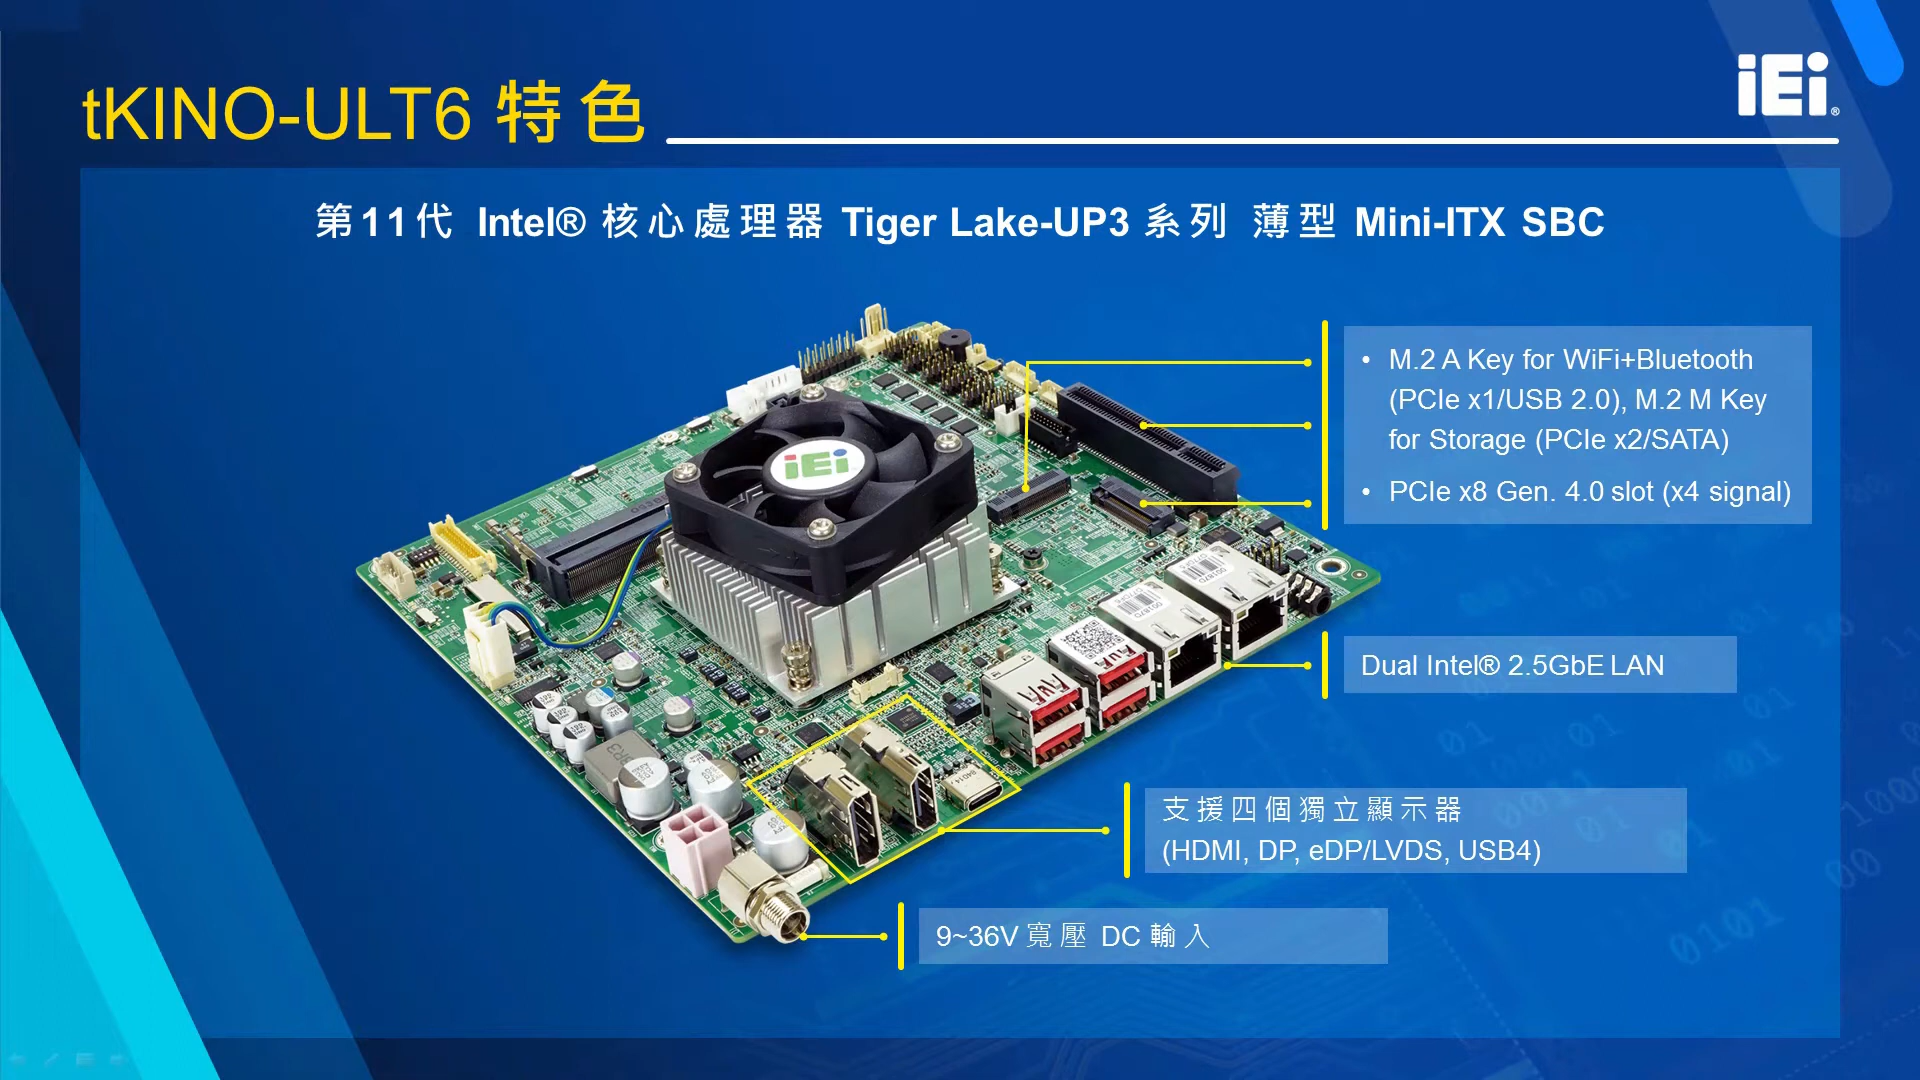 tKINO-ULT6 特色
iEi®
第11代 Intel® 核心處理器 Tiger Lake-UP3 系列 薄型 Mini-ITX SBC
• M.2 A Key for WiFi+Bluetooth
(PCIe x1/USB 2.0), M.2 M Key
for Storage (PCIe x2/SATA)
• PCIe x8 Gen. 4.0 slot (x4 signal)
iEi
Dual Intel® 2.5GbE LAN
支援四個獨立顯示器
(HDMI, DP, eDP/LVDS, USB4)
9~36V 寬壓 DC 輸入